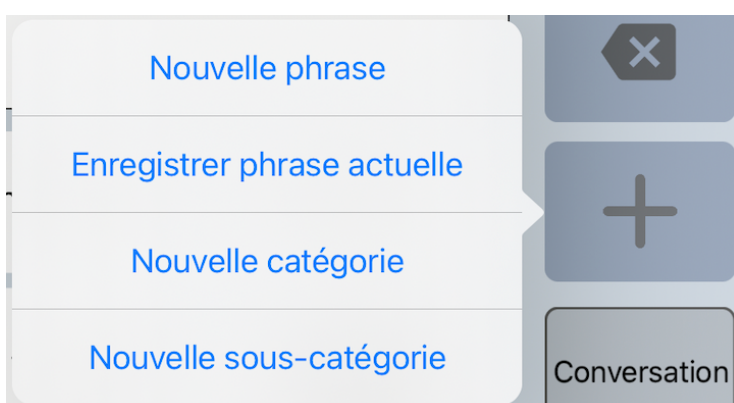 Nouvelle phrase
Enregistrer phrase actuelle
Nouvelle catégorie
Nouvelle sous-catégorie
Conversation